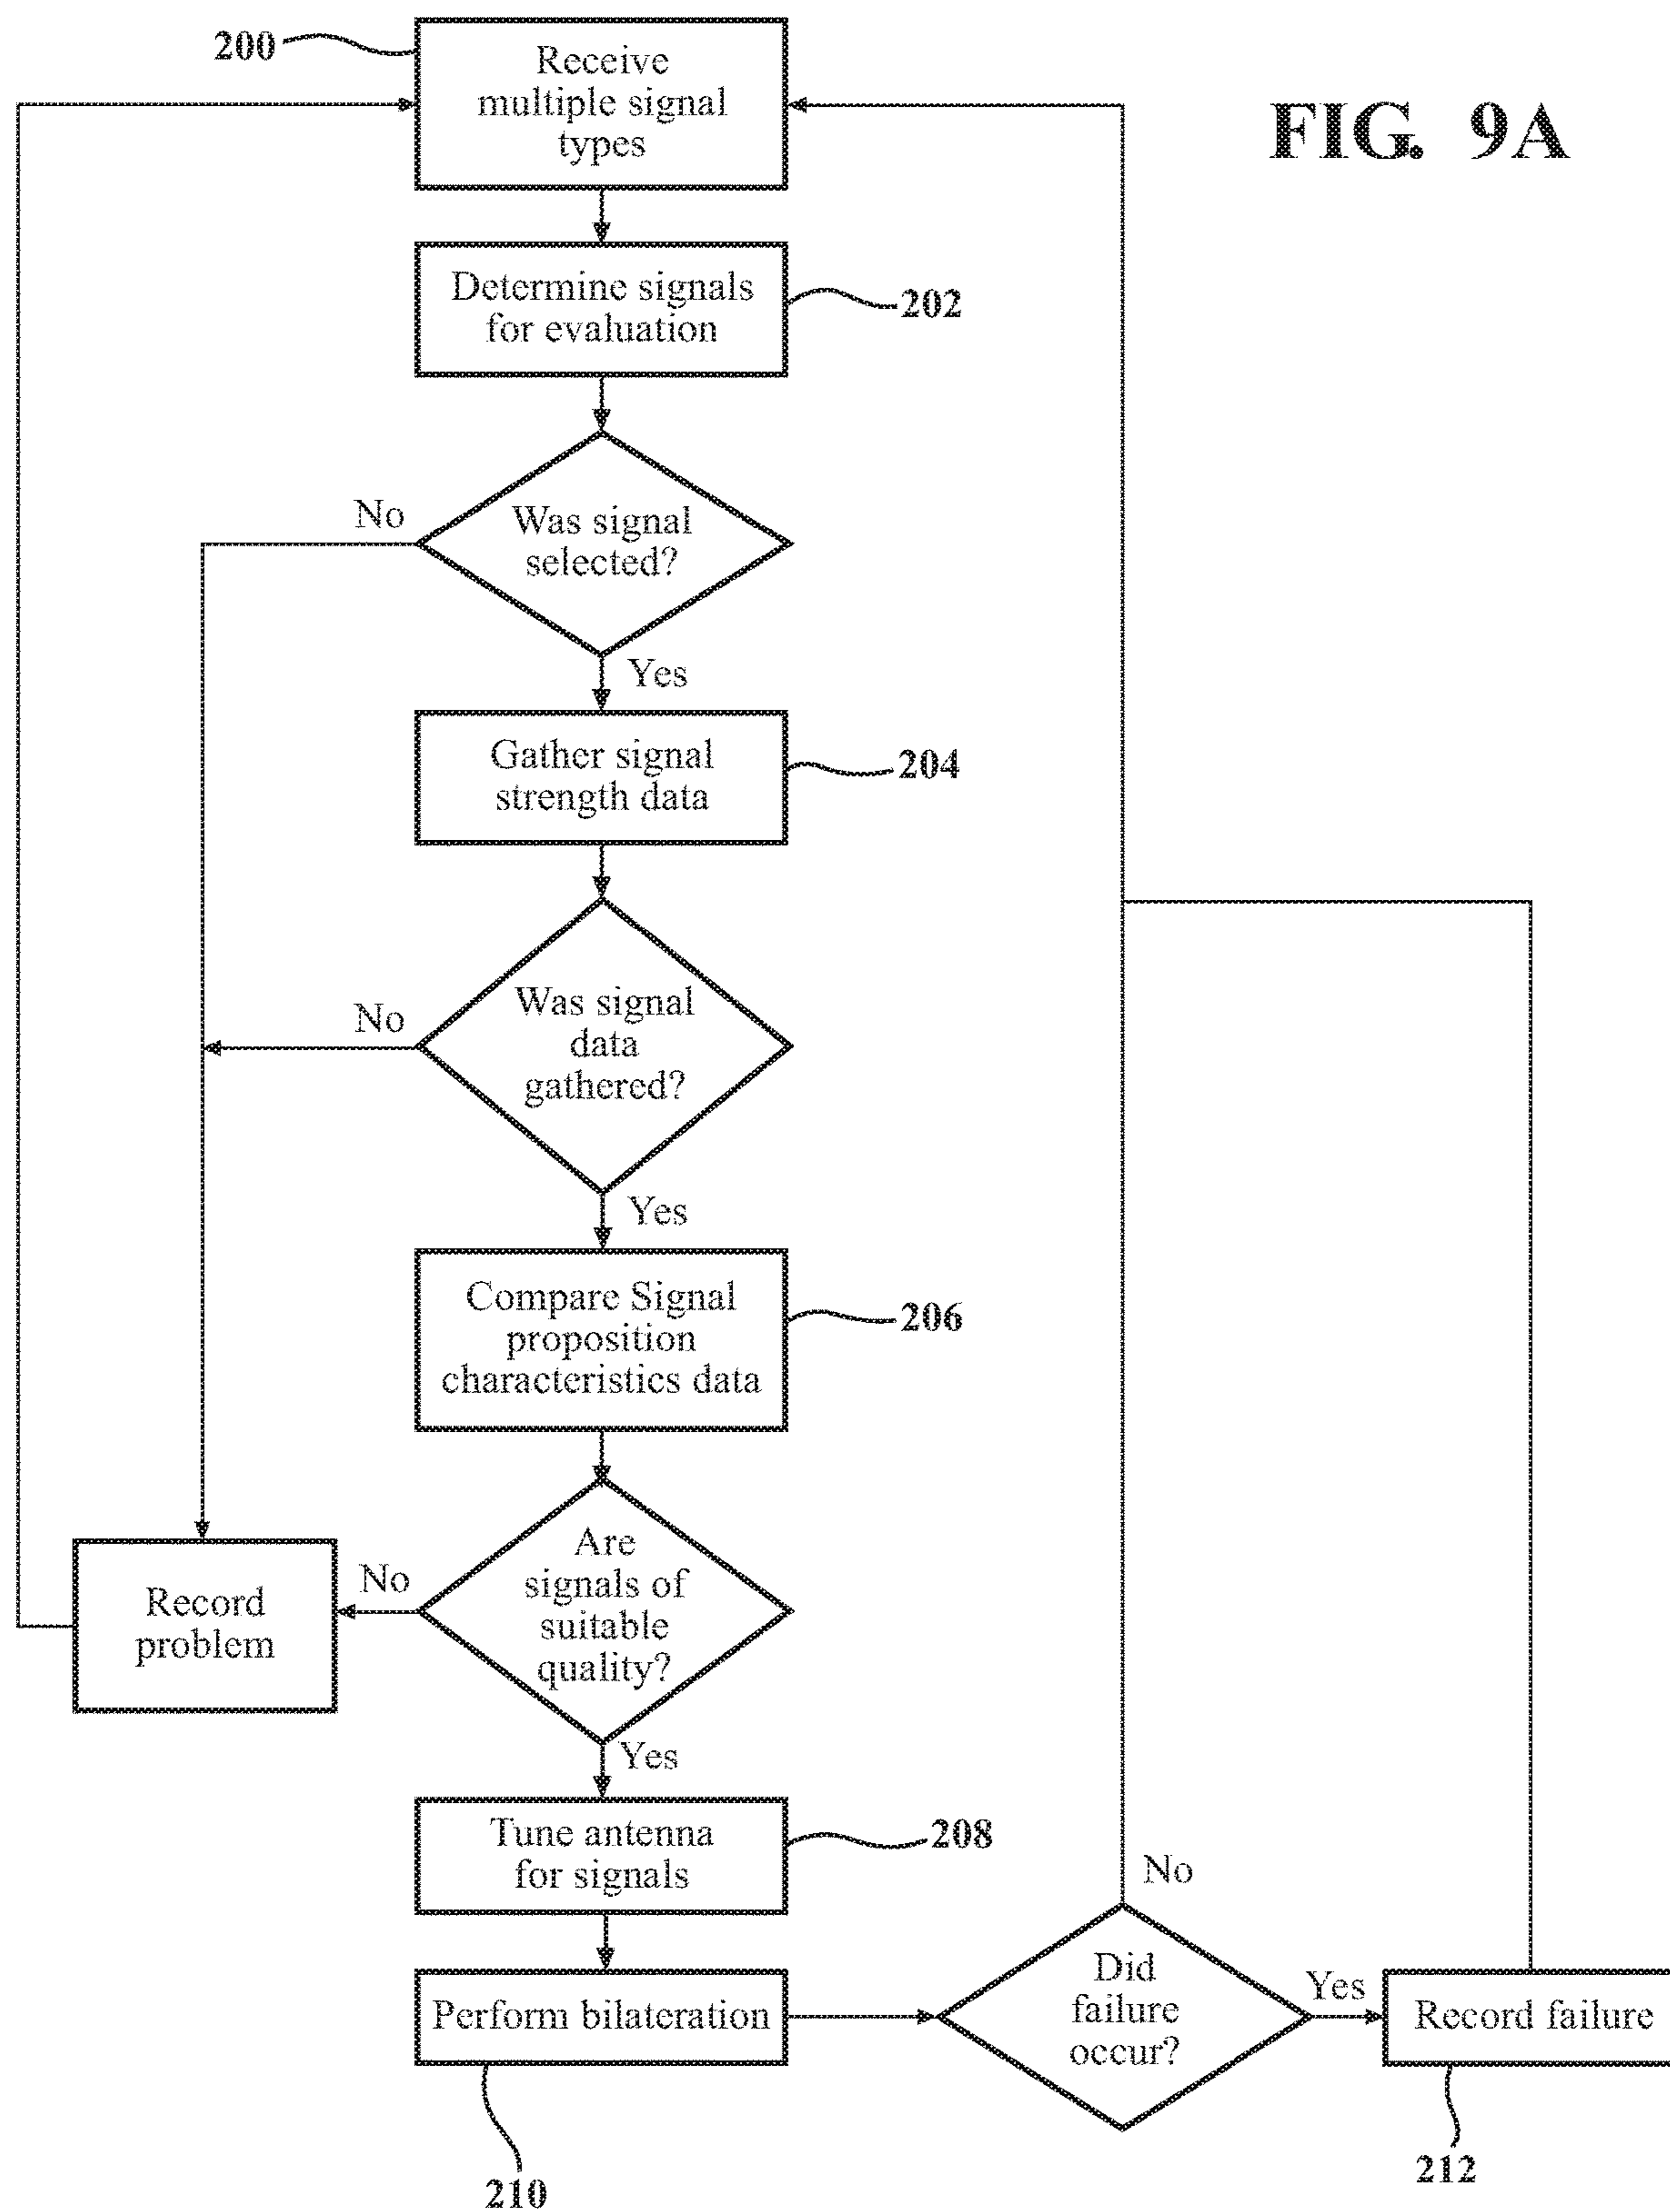 FIG. 9A
200
Receive
multiple signal
types
Determine signals
for evaluation
202
No
Was signal
selected?
Yes
Gather signal
strength data
204
No
Was signal
data
gathered?
Yes
Compare Signal
proposition
characteristics data
206
Record
problem
No
Are
signals of
suitable
quality?
Yes
Tune antenna
for signals
208
No
Perform bilateration
210
Did
failure
occur?
Yes
Record failure
212